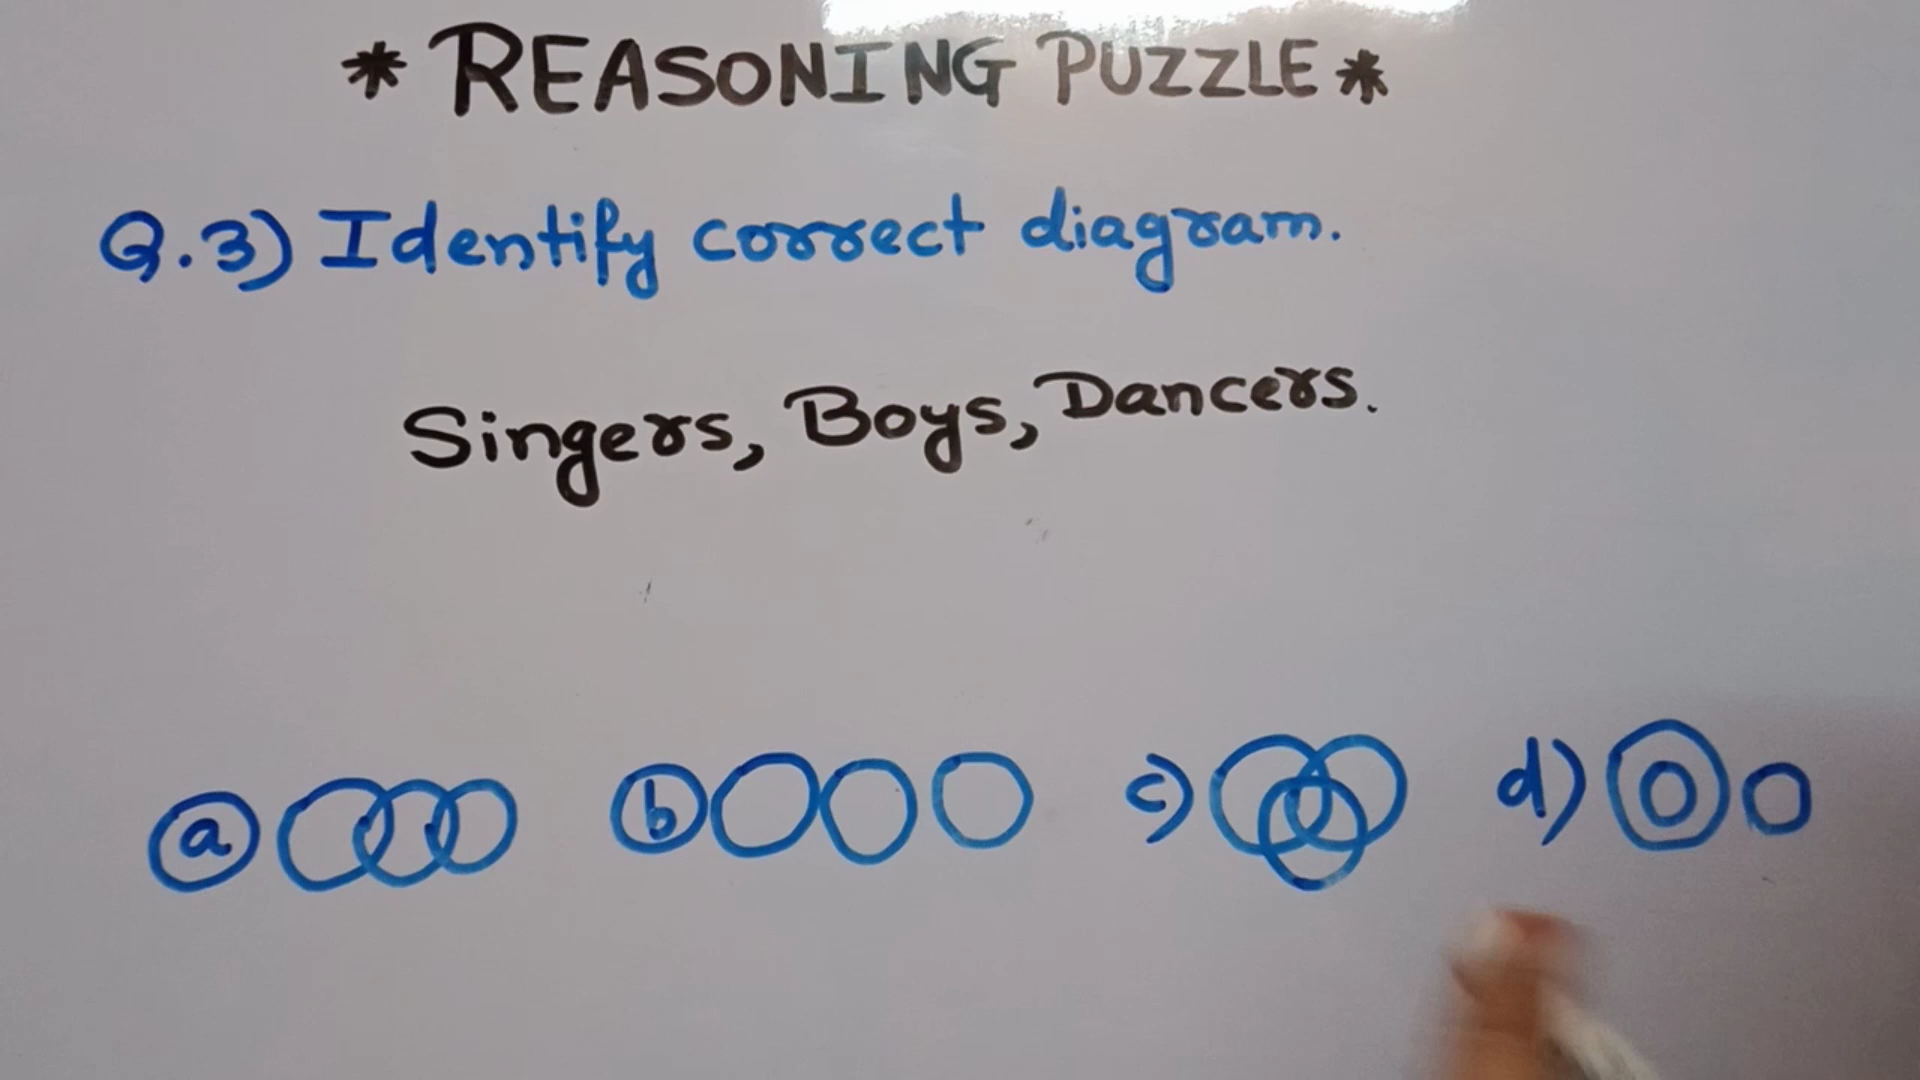 * REASONING PUZZLE *
Q.3) Identify correct diagram.
Singers, Boys, Dancers.
a b c) d)